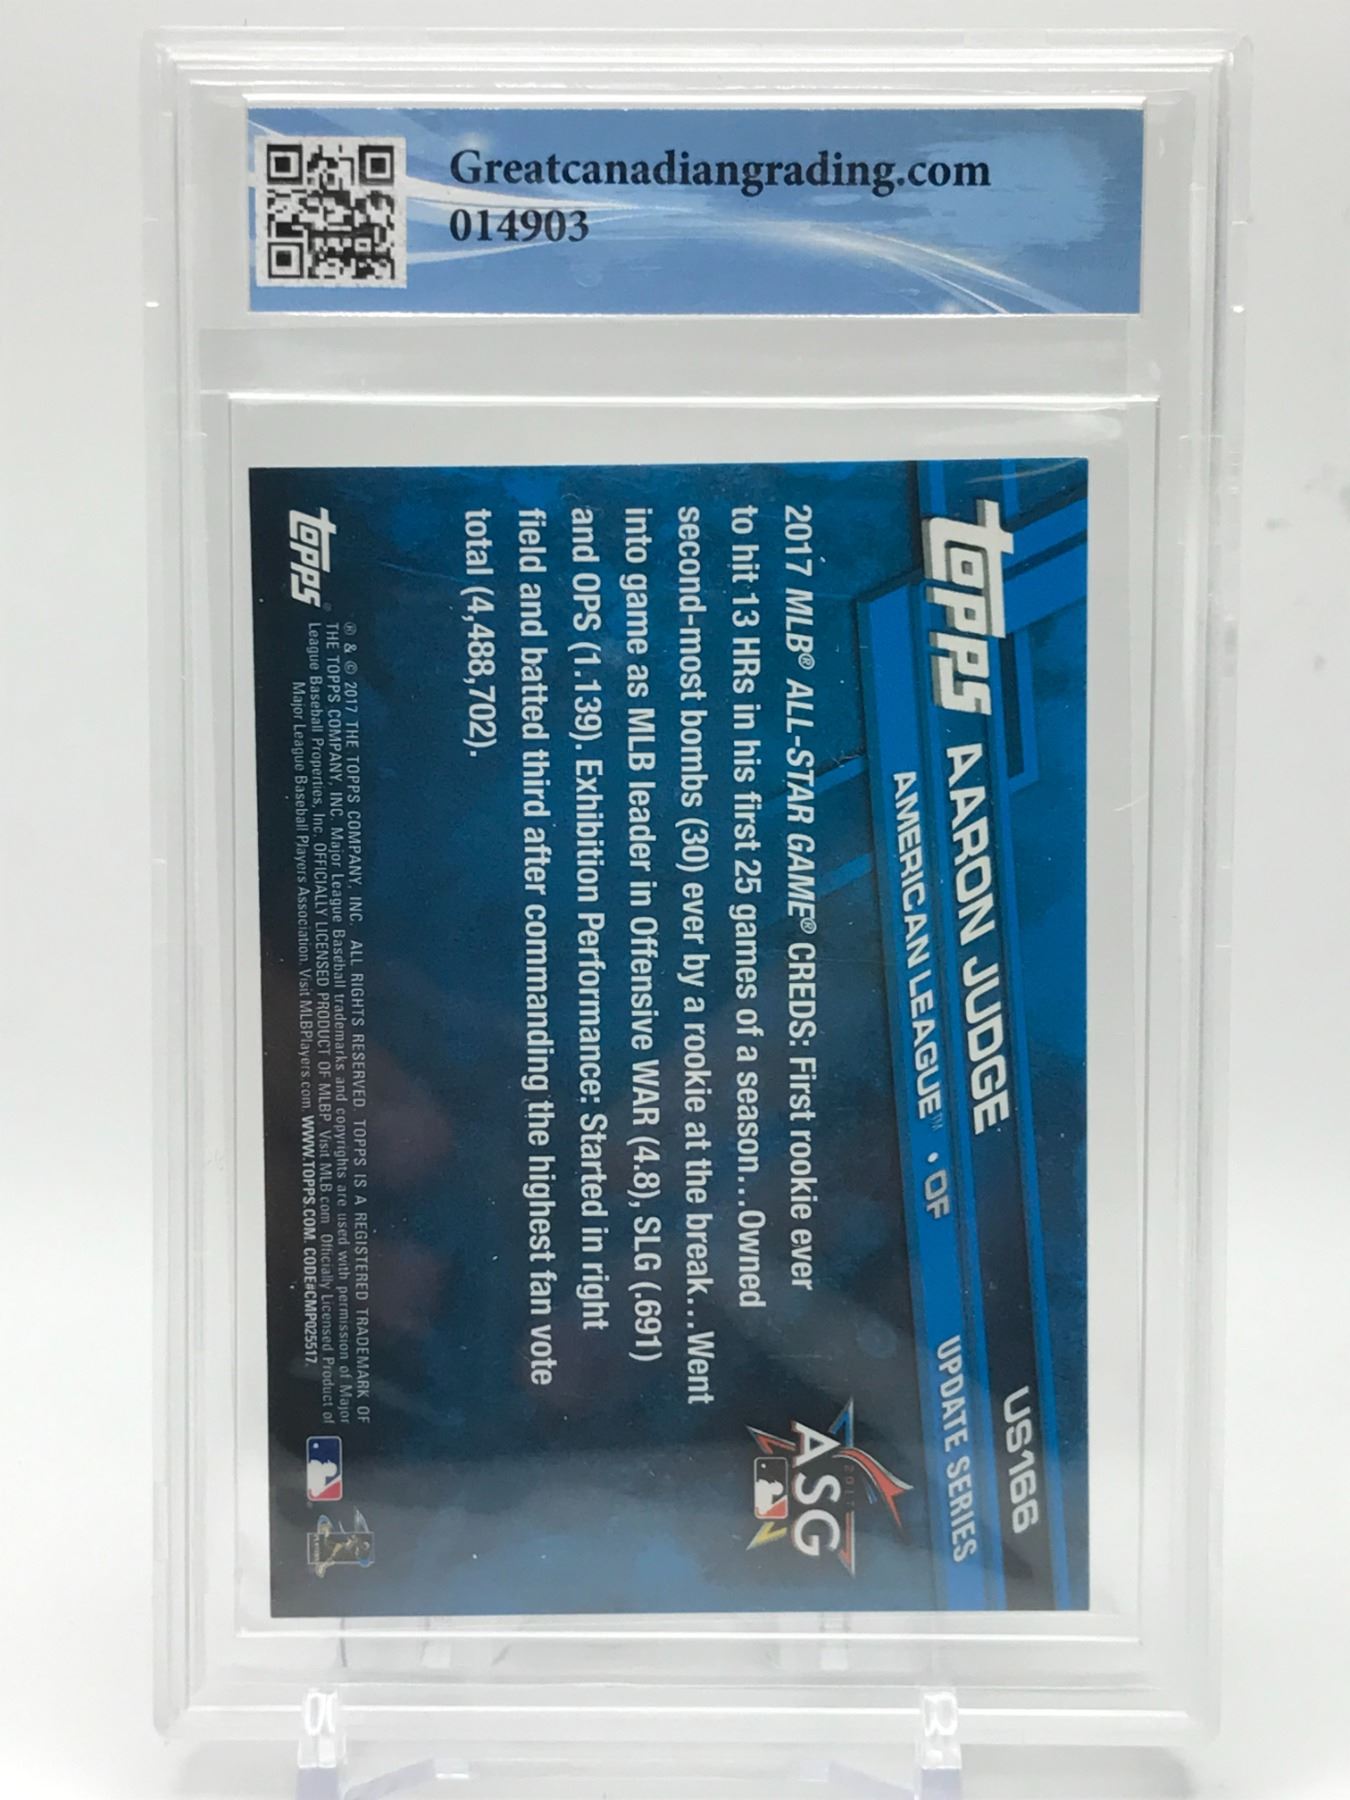 Greatcanadiangrading.com
014903
TOPPS AARON JUDGE US166
AMERICAN LEAGUE™ • OF UPDATE SERIES
2017 MLB® ALL-STAR GAME® CREDS: First rookie ever
to hit 13 HRs in his first 25 games of a season...Owned
second-most bombs (30) ever by a rookie at the break...Went
into game as MLB leader in Offensive WAR (4.8), SLG (.691)
and OPS (1.139). Exhibition Performance: Started in right
field and batted third after commanding the highest fan vote
total (4,488,702).
2017
ASG
TOPPS®
® & © 2017 THE TOPPS COMPANY, INC. ALL RIGHTS RESERVED. TOPPS IS A REGISTERED TRADEMARK OF
THE TOPPS COMPANY, INC. Major League Baseball trademarks and copyrights are used with permission of Major
League Baseball Properties, Inc. OFFICIALLY LICENSED PRODUCT OF MLBP. Visit MLB.com. Officially Licensed Product of
Major League Baseball Players Association. Visit MLBPlayers.com. WWW.TOPPS.COM. CODE#CMP025517.